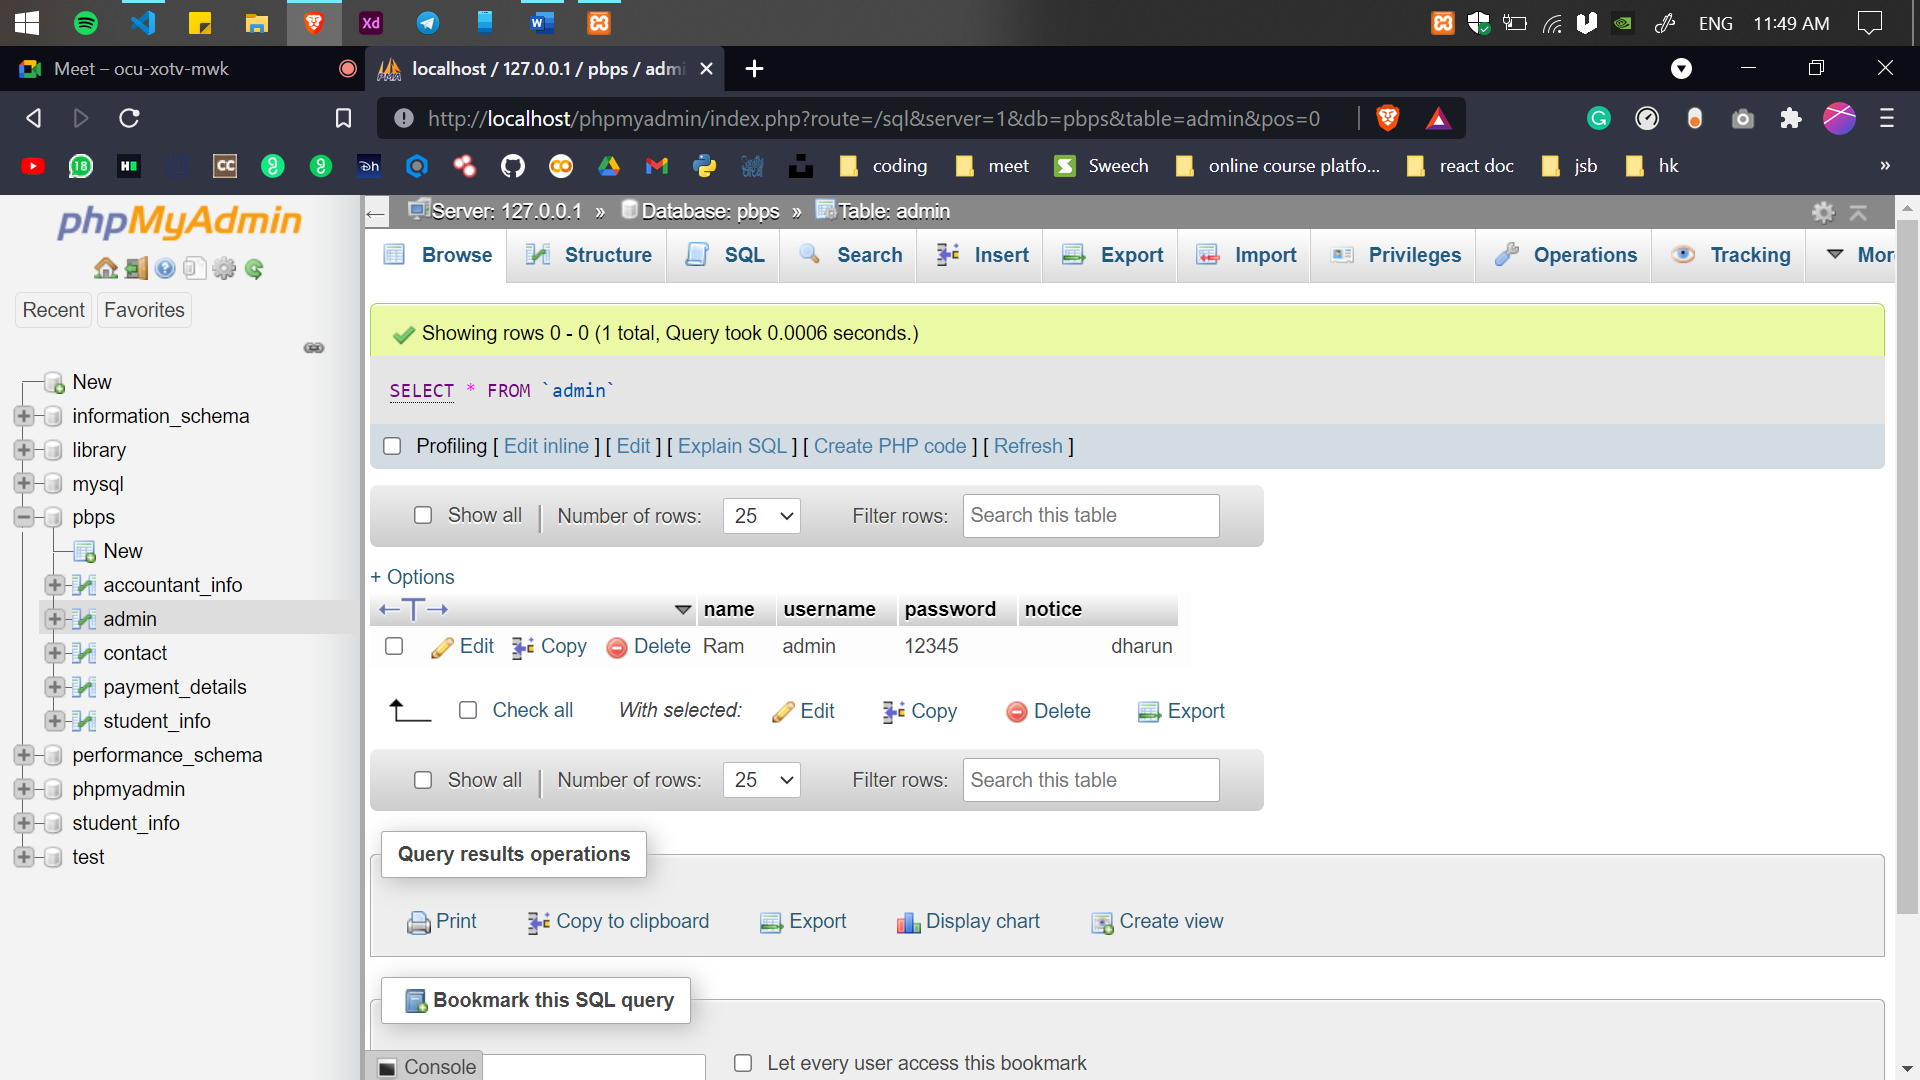 Xd
ENG
11:49 AM
Meet – ocu-xotv-mwk
localhost / 127.0.0.1 / pbps / admi
http://localhost/phpmyadmin/index.php?route=/sql&server=1&db=pbps&table=admin&pos=0
18
CC
Dh
coding
meet
Sweech
online course platfo...
react doc
jsb
hk
»
phpMyAdmin
Recent
Favorites
New
information_schema
library
mysql
pbps
New
accountant_info
admin
contact
payment_details
student_info
performance_schema
phpmyadmin
student_info
test
Server: 127.0.0.1 » Database: pbps » Table: admin
Browse
Structure
SQL
Search
Insert
Export
Import
Privileges
Operations
Tracking
Mor
Showing rows 0 - 0 (1 total, Query took 0.0006 seconds.)
SELECT * FROM `admin`
Profiling [ Edit inline ] [ Edit ] [ Explain SQL ] [ Create PHP code ] [ Refresh ]
Show all | Number of rows: 25 Filter rows: Search this table
+ Options
←T→ name username password notice
Edit Copy Delete Ram admin 12345 dharun
Check all With selected: Edit Copy Delete Export
Show all | Number of rows: 25 Filter rows: Search this table
Query results operations
Print Copy to clipboard Export Display chart Create view
Bookmark this SQL query
Console
Let every user access this bookmark